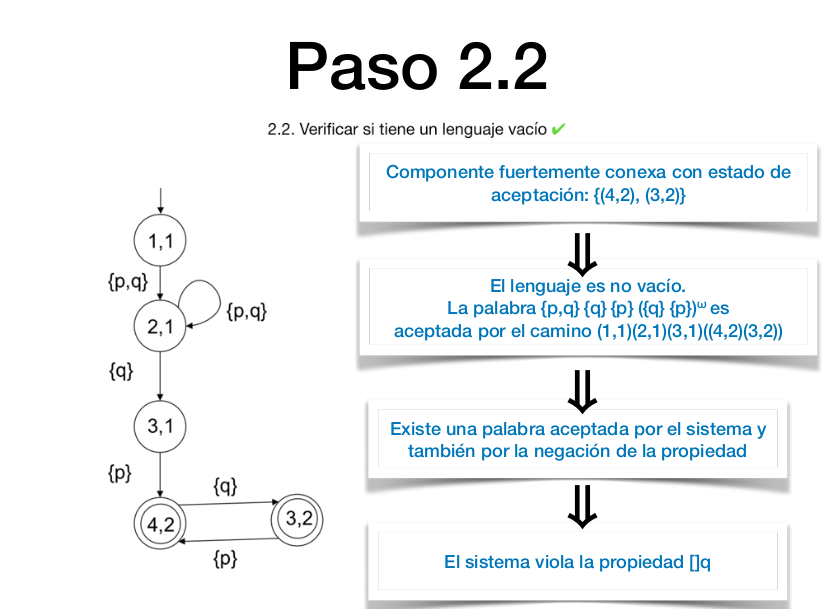 Paso 2.2
2.2. Verificar si tiene un lenguaje vacío ✔
Componente fuertemente conexa con estado de
aceptación: {(4,2), (3,2)}
⇓
El lenguaje es no vacío.
La palabra {p,q} {q} {p} ({q} {p})ω es
aceptada por el camino (1,1)(2,1)(3,1)((4,2)(3,2))
⇓
Existe una palabra aceptada por el sistema y
también por la negación de la propiedad
⇓
El sistema viola la propiedad []q
1,1
{p,q}
2,1
{p,q}
{q}
3,1
{p}
4,2
{q}
3,2
{p}